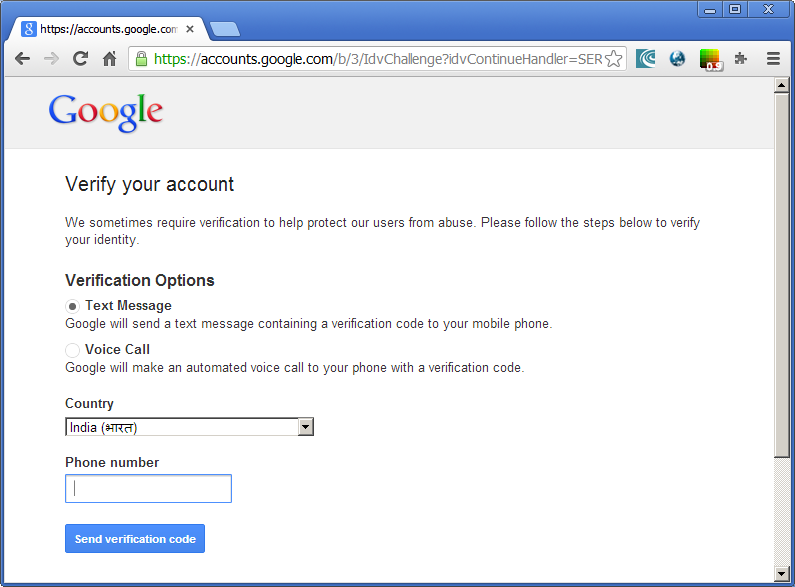 https://accounts.google.com
https://accounts.google.com/b/3/IdvChallenge?idvContinueHandler=SER
0.9
Google
Verify your account
We sometimes require verification to help protect our users from abuse. Please follow the steps below to verify
your identity.
Verification Options
Text Message
Google will send a text message containing a verification code to your mobile phone.
Voice Call
Google will make an automated voice call to your phone with a verification code.
Country
India (भारत)
Phone number
Send verification code